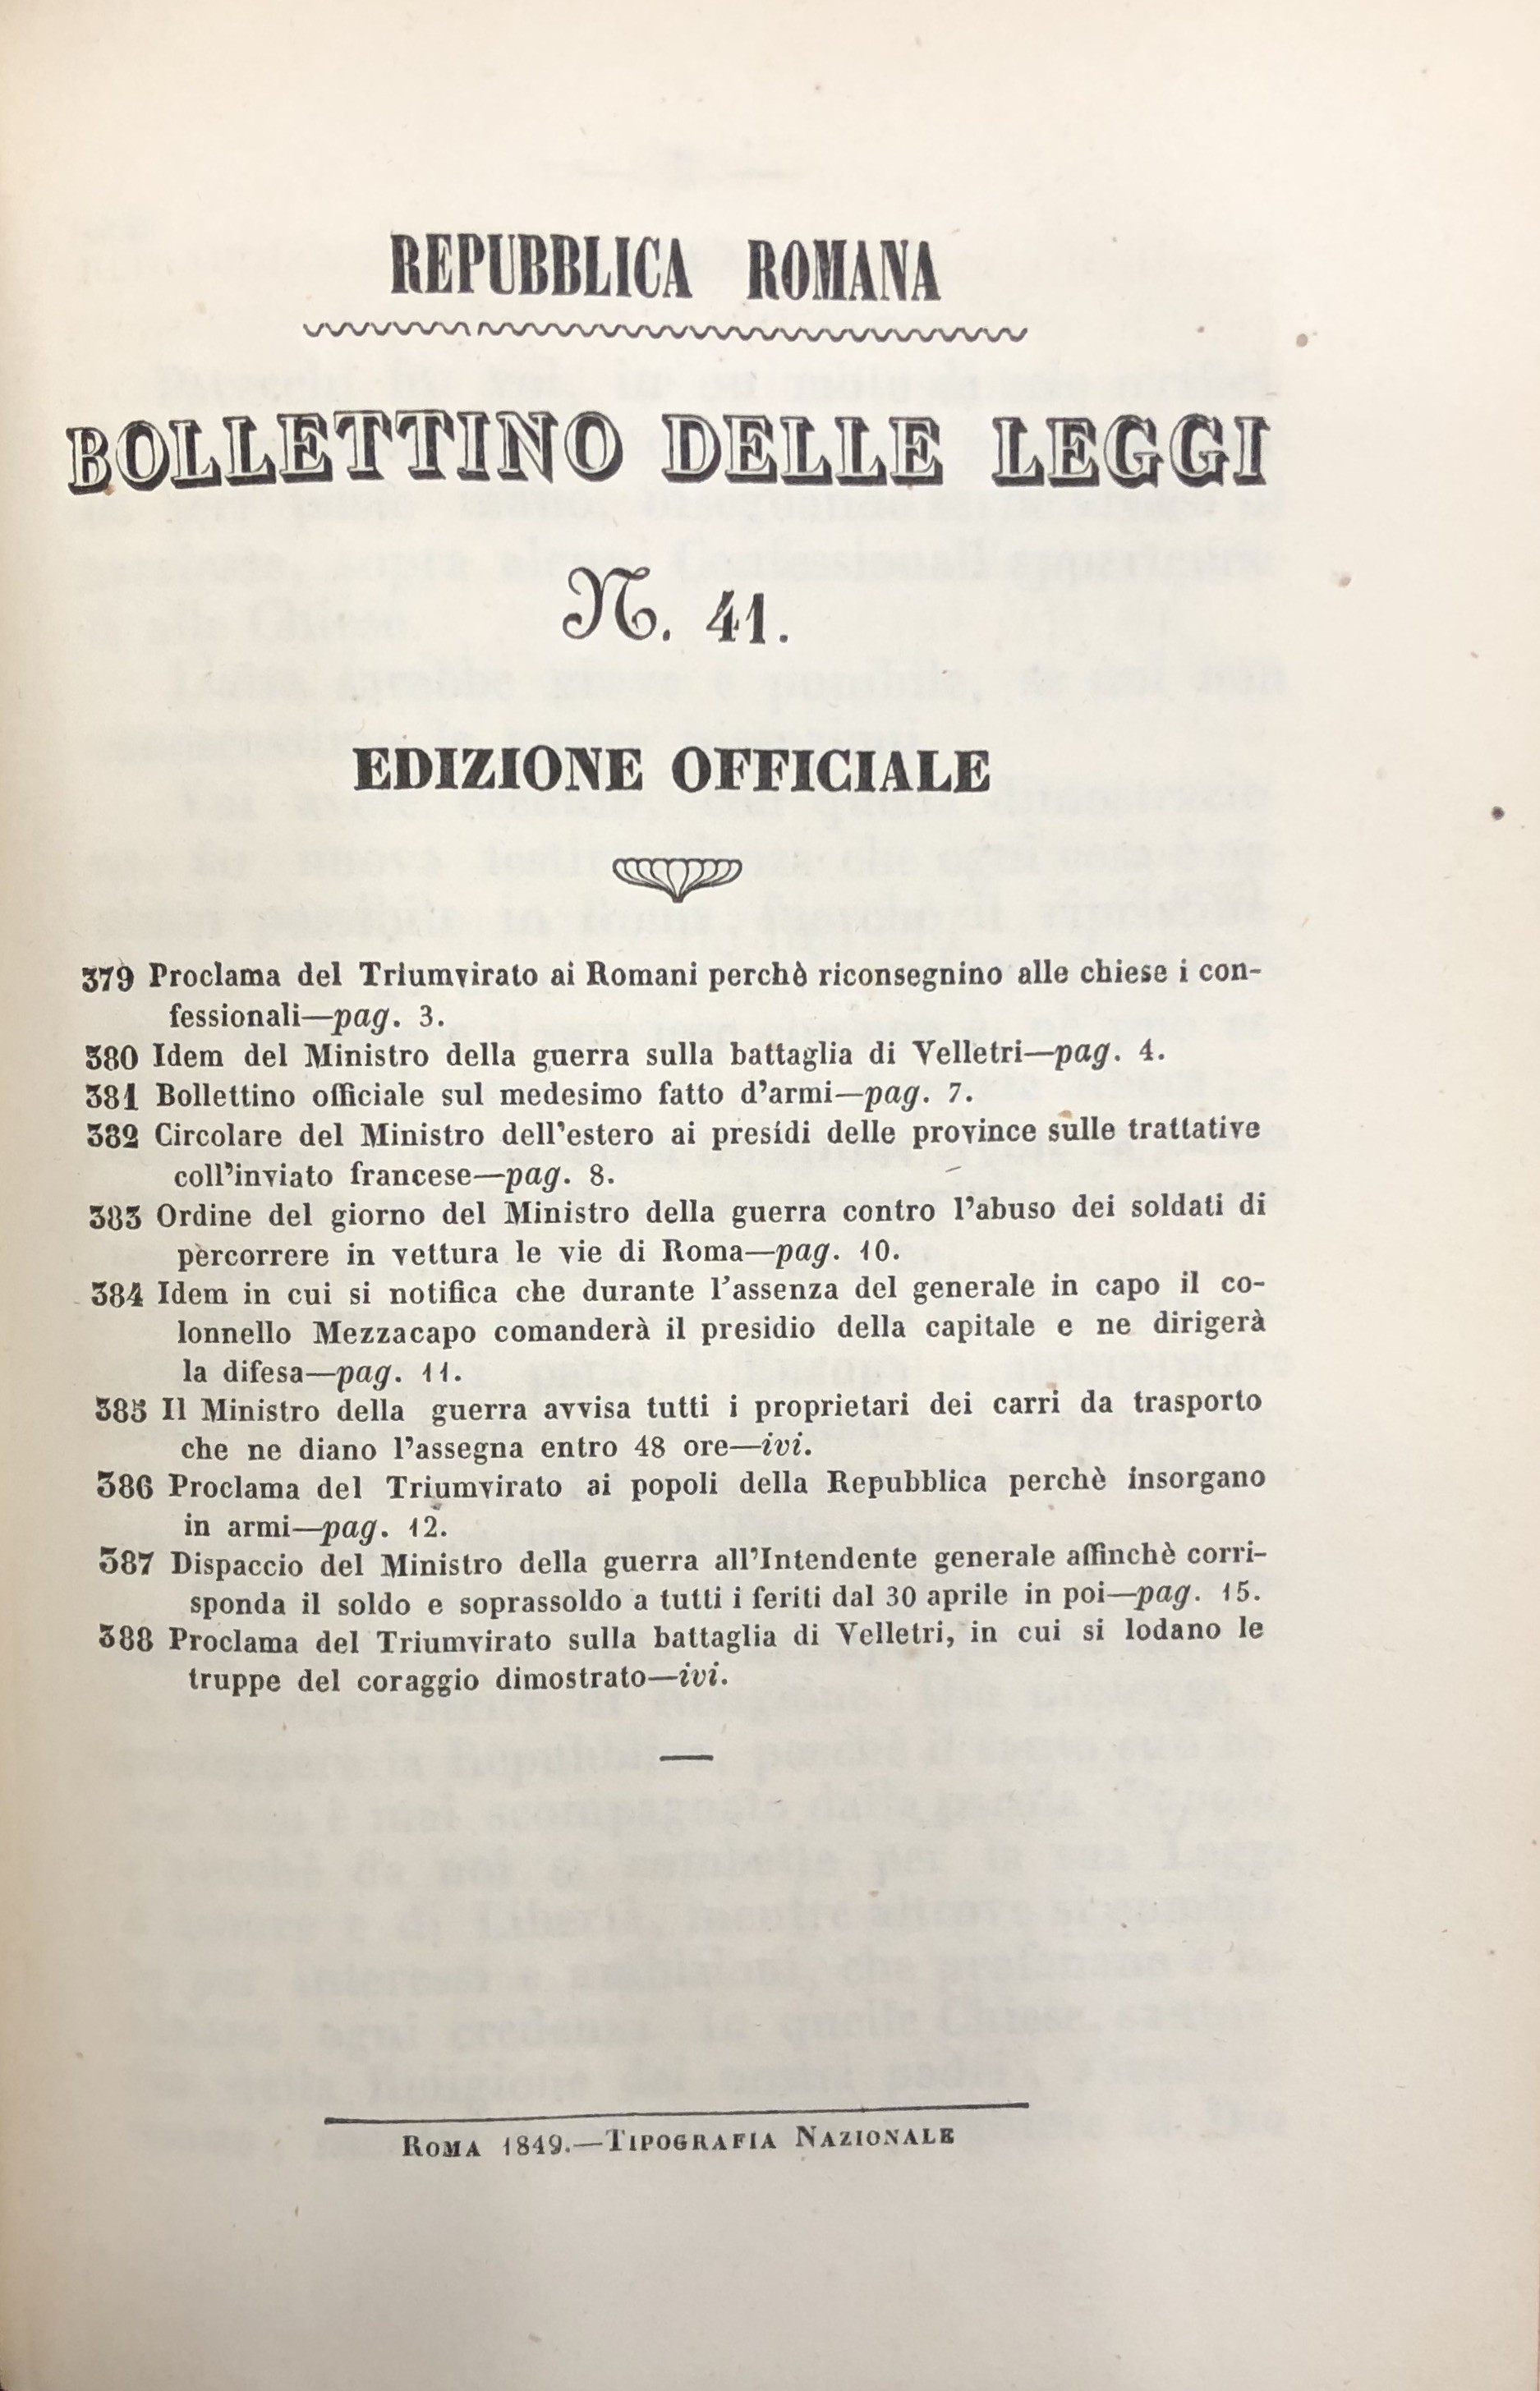 REPUBBLICA ROMANA
BOLLETTINO DELLE LEGGI
N. 41.
EDIZIONE OFFICIALE
379 Proclama del Triumvirato ai Romani perchè riconsegnino alle chiese i con-
fessionali—pag. 3.
380 Idem del Ministro della guerra sulla battaglia di Velletri—pag. 4.
381 Bollettino officiale sul medesimo fatto d'armi—pag. 7.
382 Circolare del Ministro dell'estero ai presídi delle province sulle trattative
coll'inviato francese—pag. 8.
383 Ordine del giorno del Ministro della guerra contro l'abuso dei soldati di
percorrere in vettura le vie di Roma—pag. 10.
384 Idem in cui si notifica che durante l'assenza del generale in capo il co-
lonnello Mezzacapo comanderà il presidio della capitale e ne dirigerà
la difesa—pag. 11.
385 Il Ministro della guerra avvisa tutti i proprietari dei carri da trasporto
che ne diano l'assegna entro 48 ore—ivi.
386 Proclama del Triumvirato ai popoli della Repubblica perchè insorgano
in armi—pag. 12.
387 Dispaccio del Ministro della guerra all'Intendente generale affinchè corri-
sponda il soldo e soprassoldo a tutti i feriti dal 30 aprile in poi—pag. 15.
388 Proclama del Triumvirato sulla battaglia di Velletri, in cui si lodano le
truppe del coraggio dimostrato—ivi.
ROMA 1849.—TIPOGRAFIA NAZIONALE